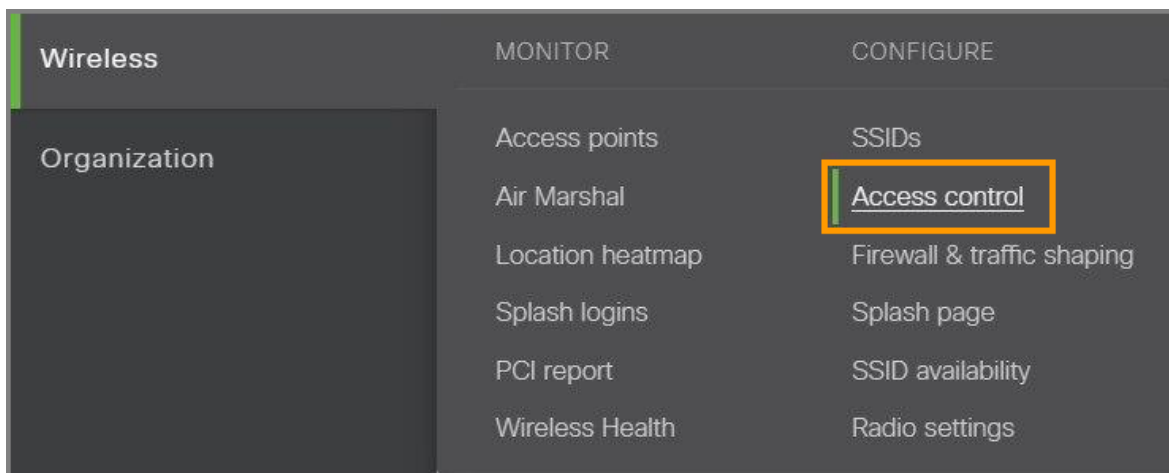 Wireless
Organization
MONITOR
Access points
Air Marshal
Location heatmap
Splash logins
PCI report
Wireless Health
CONFIGURE
SSIDs
Access control
Firewall & traffic shaping
Splash page
SSID availability
Radio settings